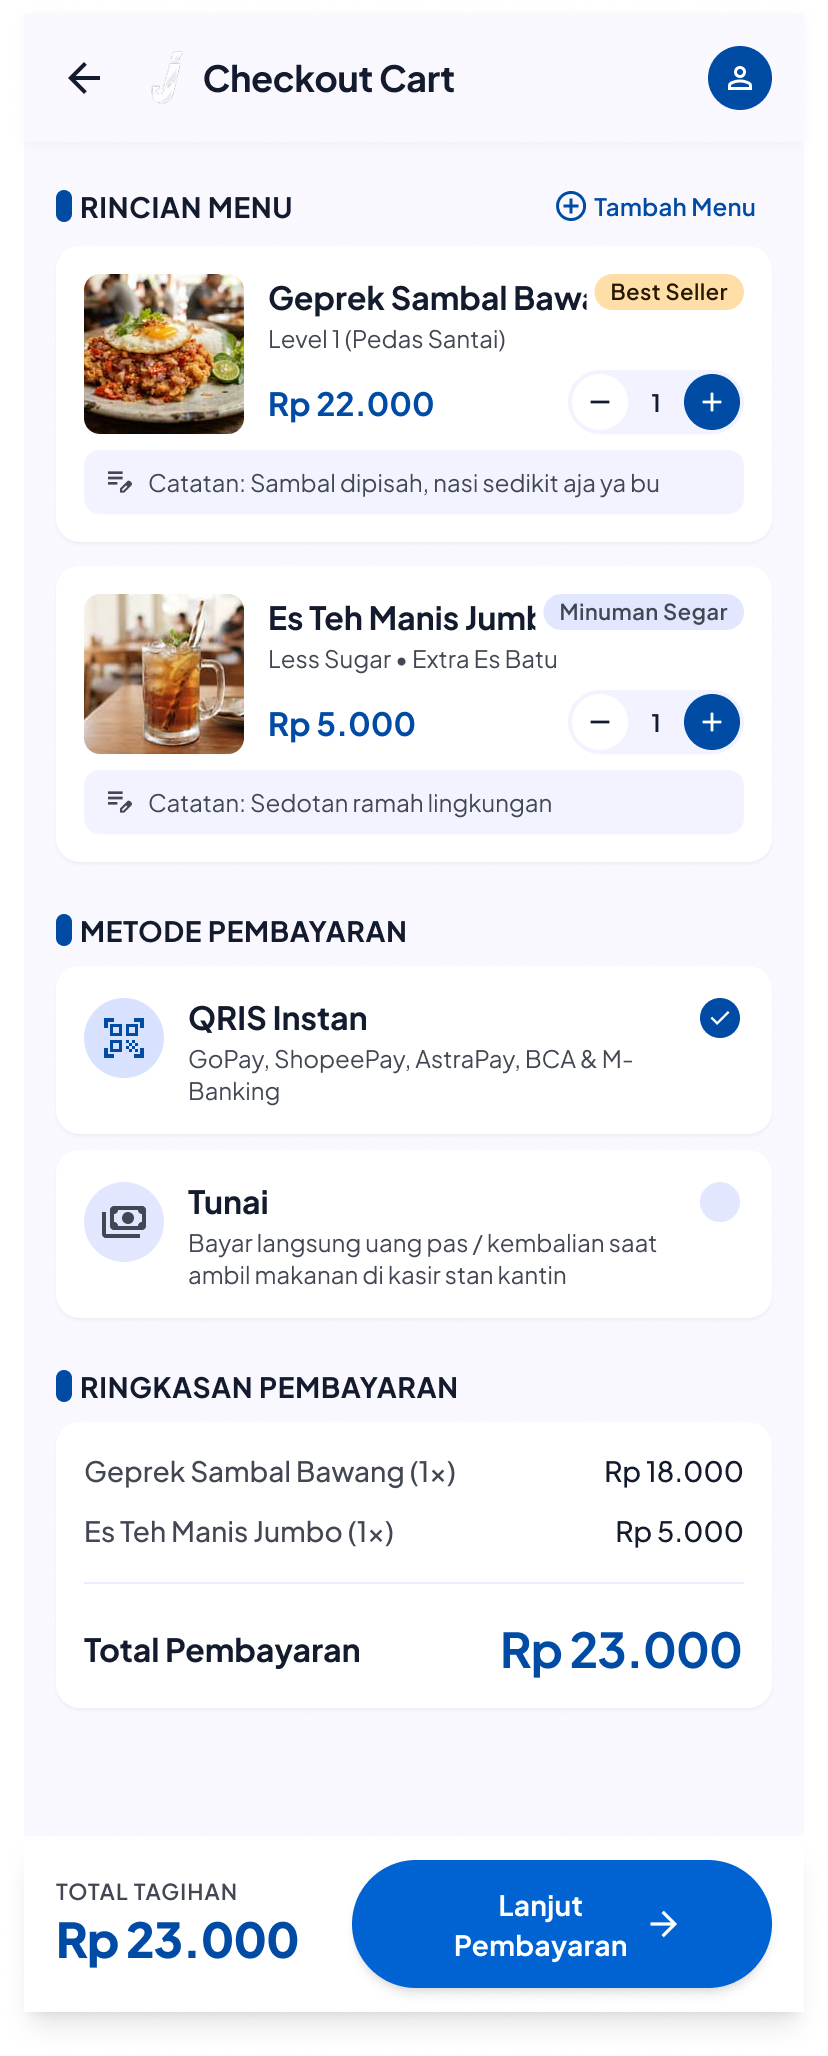 Checkout Cart
RINCIAN MENU
Tambah Menu
Geprek Sambal Bawa
Best Seller
Level 1 (Pedas Santai)
Rp 22.000
1
Catatan: Sambal dipisah, nasi sedikit aja ya bu
Es Teh Manis Jumb
Minuman Segar
Less Sugar • Extra Es Batu
Rp 5.000
1
Catatan: Sedotan ramah lingkungan
METODE PEMBAYARAN
QRIS Instan
GoPay, ShopeePay, AstraPay, BCA & M-
Banking
Tunai
Bayar langsung uang pas / kembalian saat
ambil makanan di kasir stan kantin
RINGKASAN PEMBAYARAN
Geprek Sambal Bawang (1×)
Rp 18.000
Es Teh Manis Jumbo (1×)
Rp 5.000
Total Pembayaran
Rp 23.000
TOTAL TAGIHAN
Rp 23.000
Lanjut
Pembayaran